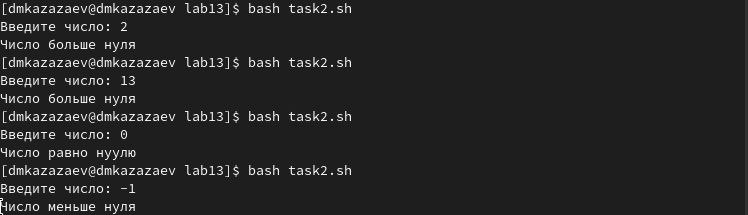 [dmkazazaev@dmkazazaev lab13]$ bash task2.sh
Введите число: 2
Число больше нуля
[dmkazazaev@dmkazazaev lab13]$ bash task2.sh
Введите число: 13
Число больше нуля
[dmkazazaev@dmkazazaev lab13]$ bash task2.sh
Введите число: 0
Число равно нуулю
[dmkazazaev@dmkazazaev lab13]$ bash task2.sh
Введите число: -1
Число меньше нуля